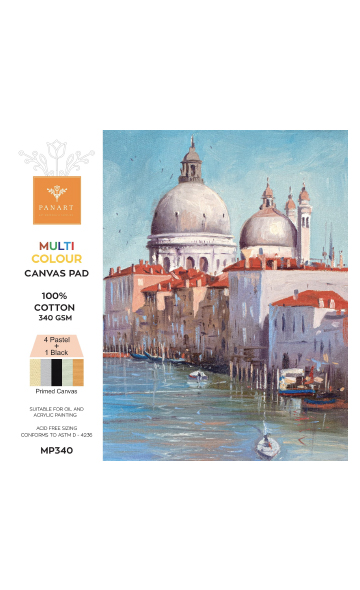 PANART
MULTI
COLOUR
CANVAS PAD
100%
COTTON
340 GSM
4 Pastel
+
1 Black
Primed Canvas
SUITABLE FOR OIL AND
ACRYLIC PAINTING
ACID FREE SIZING
CONFORMS TO ASTM D - 4236
MP340